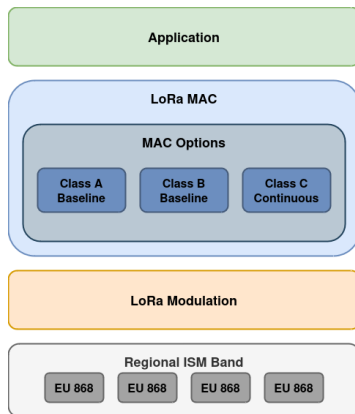 Application
LoRa MAC
MAC Options
Class A
Baseline
Class B
Baseline
Class C
Continuous
LoRa Modulation
Regional ISM Band
EU 868
EU 868
EU 868
EU 868